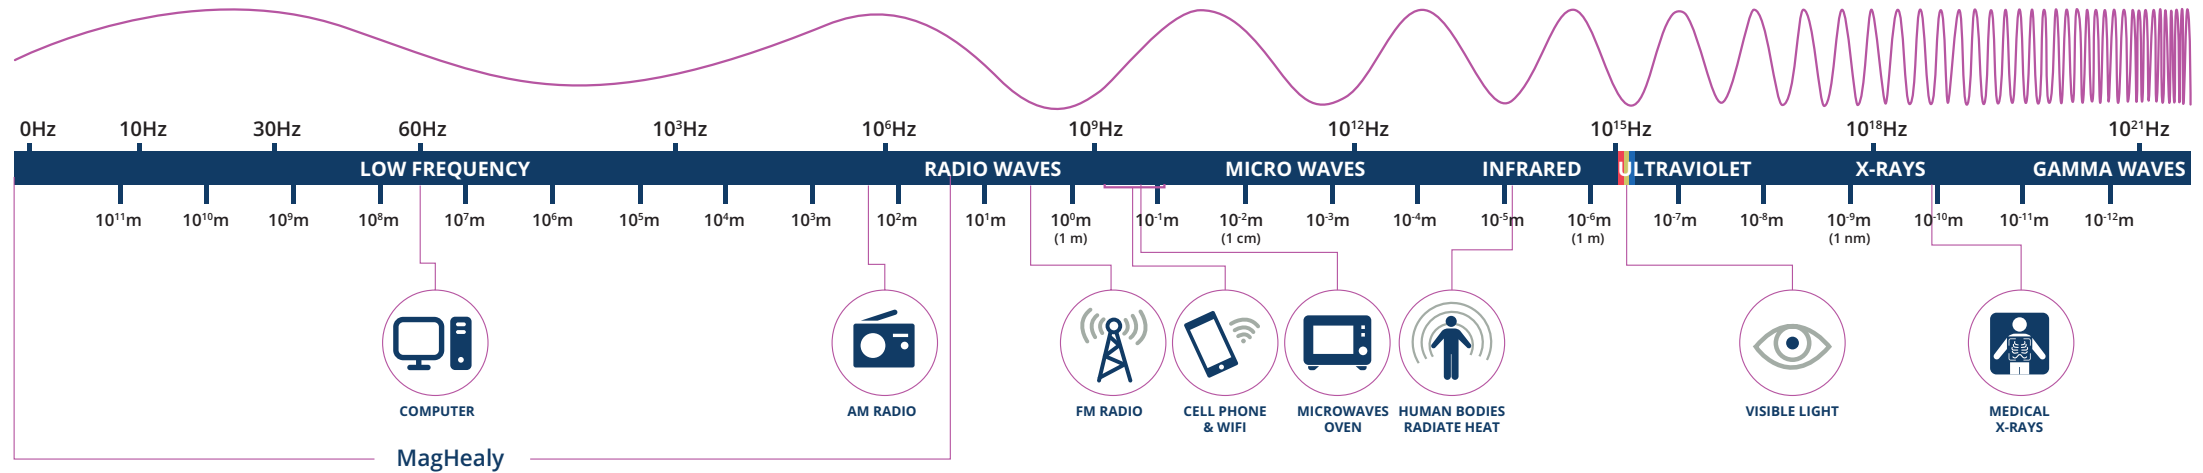 0Hz 10Hz 30Hz 60Hz 10³Hz 10⁶Hz 10⁹Hz 10¹²Hz 10¹⁵Hz 10¹⁸Hz 10²¹Hz
LOW FREQUENCY RADIO WAVES MICRO WAVES INFRARED ULTRAVIOLET X-RAYS GAMMA WAVES
10¹¹m 10¹⁰m 10⁹m 10⁸m 10⁷m 10⁶m 10⁵m 10⁴m 10³m 10²m 10¹m 10⁰m 10⁻¹m 10⁻²m 10⁻³m 10⁻⁴m 10⁻⁵m 10⁻⁶m 10⁻⁷m 10⁻⁸m 10⁻⁹m 10⁻¹⁰m 10⁻¹¹m 10⁻¹²m
(1 m) (1 cm) (1 m) (1 nm)
COMPUTER
AM RADIO
FM RADIO
CELL PHONE
& WIFI
MICROWAVES
OVEN
HUMAN BODIES
RADIATE HEAT
VISIBLE LIGHT
MEDICAL
X-RAYS
MagHealy